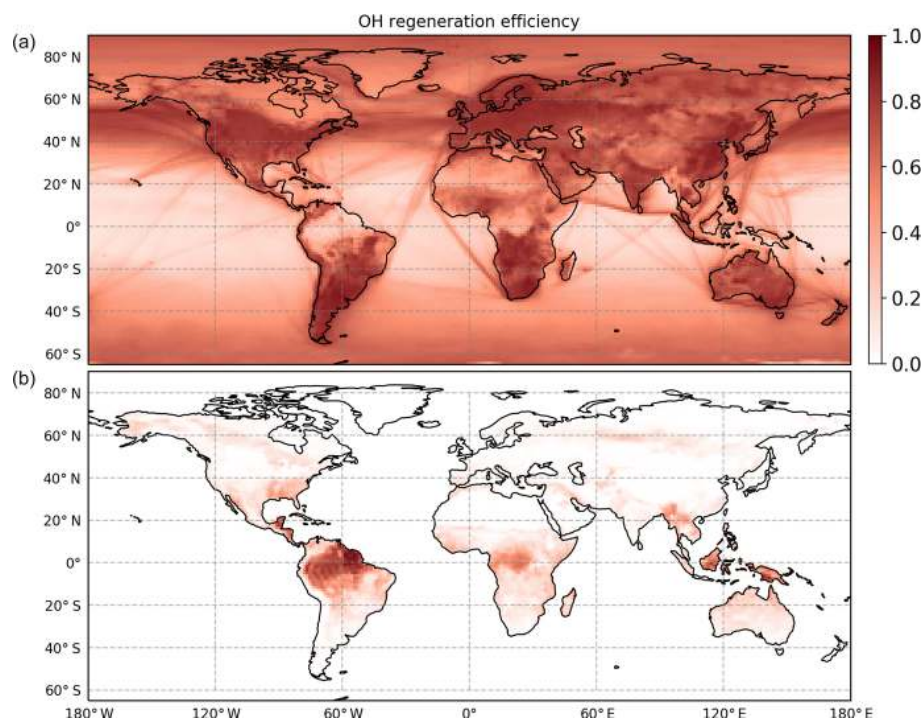 OH regeneration efficiency
(a)
80° N
60° N
40° N
20° N
0°
20° S
40° S
60° S
1.0
0.8
0.6
0.4
0.2
0.0
(b)
80° N
60° N
40° N
20° N
0°
20° S
40° S
60° S
180° W
120° W
60° W
0°
60° E
120° E
180° E